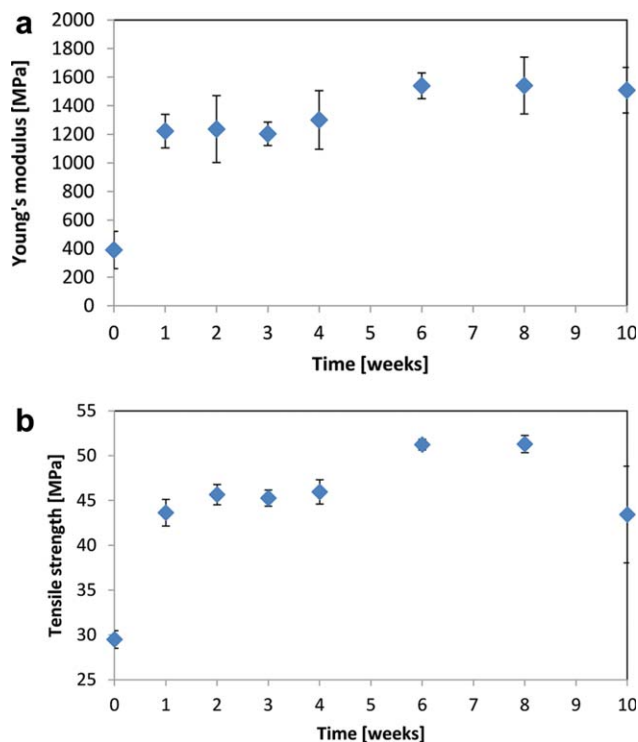 a
2000
1800
1600
1400
1200
1000
800
600
400
200
0
Young's modulus [MPa]
0 1 2 3 4 5 6 7 8 9 10
Time [weeks]
b
55
50
45
40
35
30
25
Tensile strength [MPa]
0 1 2 3 4 5 6 7 8 9 10
Time [weeks]